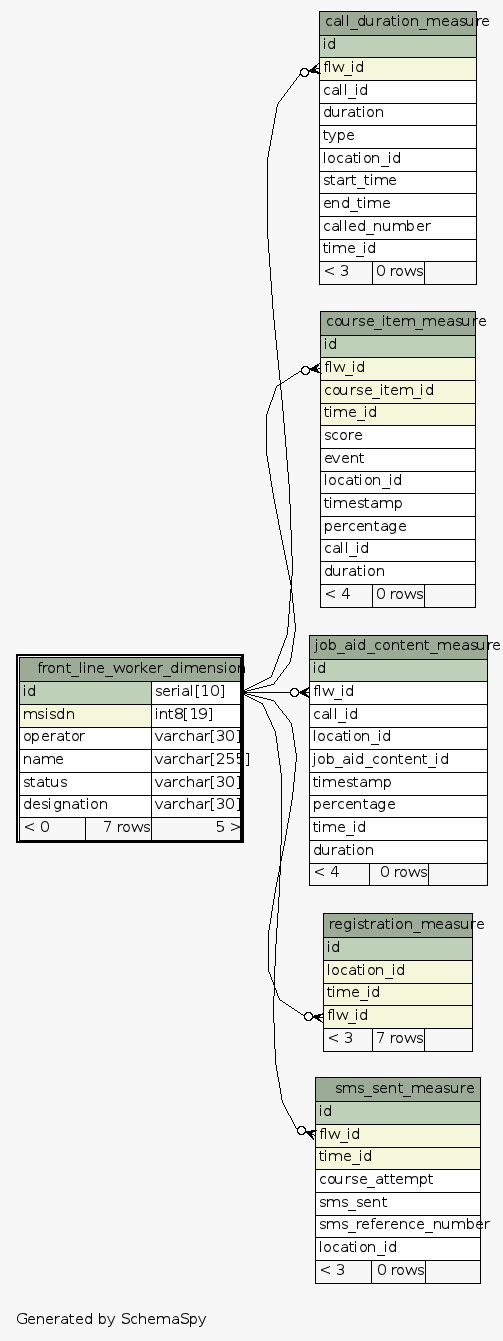 call_duration_measure
id
flw_id
call_id
duration
type
location_id
start_time
end_time
called_number
time_id
< 3 0 rows
course_item_measure
id
flw_id
course_item_id
time_id
score
event
location_id
timestamp
percentage
call_id
duration
< 4 0 rows
front_line_worker_dimension
id serial[10]
msisdn int8[19]
operator varchar[30]
name varchar[255]
status varchar[30]
designation varchar[30]
< 0 7 rows 5 >
job_aid_content_measure
id
flw_id
call_id
location_id
job_aid_content_id
timestamp
percentage
time_id
duration
< 4 0 rows
registration_measure
id
location_id
time_id
flw_id
< 3 7 rows
sms_sent_measure
id
flw_id
time_id
course_attempt
sms_sent
sms_reference_number
location_id
< 3 0 rows
Generated by SchemaSpy